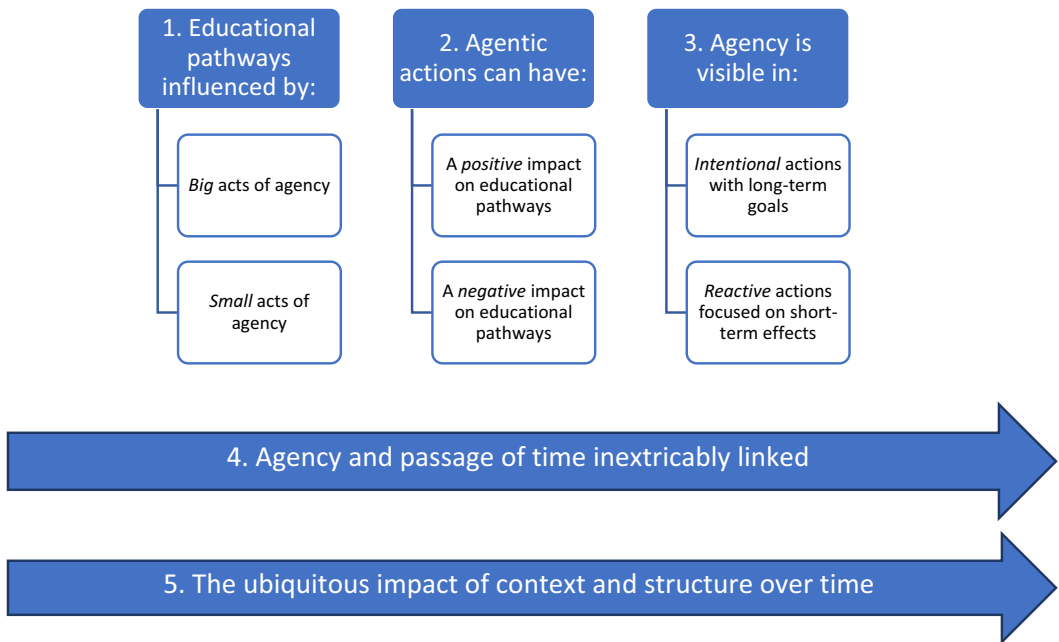 1. Educational
pathways
influenced by:
Big acts of agency
Small acts of
agency
2. Agentic
actions can have:
A positive impact
on educational
pathways
A negative impact
on educational
pathways
3. Agency is
visible in:
Intentional actions
with long-term
goals
Reactive actions
focused on short-
term effects
4. Agency and passage of time inextricably linked
5. The ubiquitous impact of context and structure over time